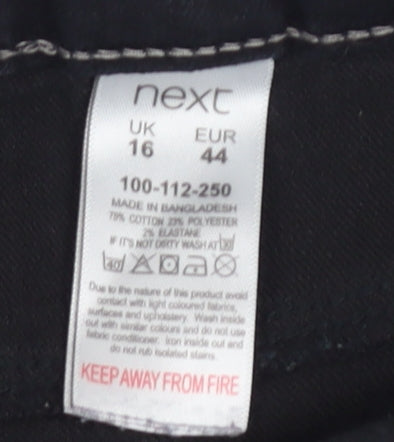 next
UK EUR
16 44
100-112-250
MADE IN BANGLADESH
COTTON 23% POLYESTER
2% ELASTANE
IF IT'S NOT DIRTY WASH AT 30
40
Due to the nature of this product avoid
contact with light coloured fabrics,
surfaces and upholstery. Wash inside
out with similar colours and do not use
fabric conditioner. Iron inside out and
do not rub isolated stains.
KEEP AWAY FROM FIRE